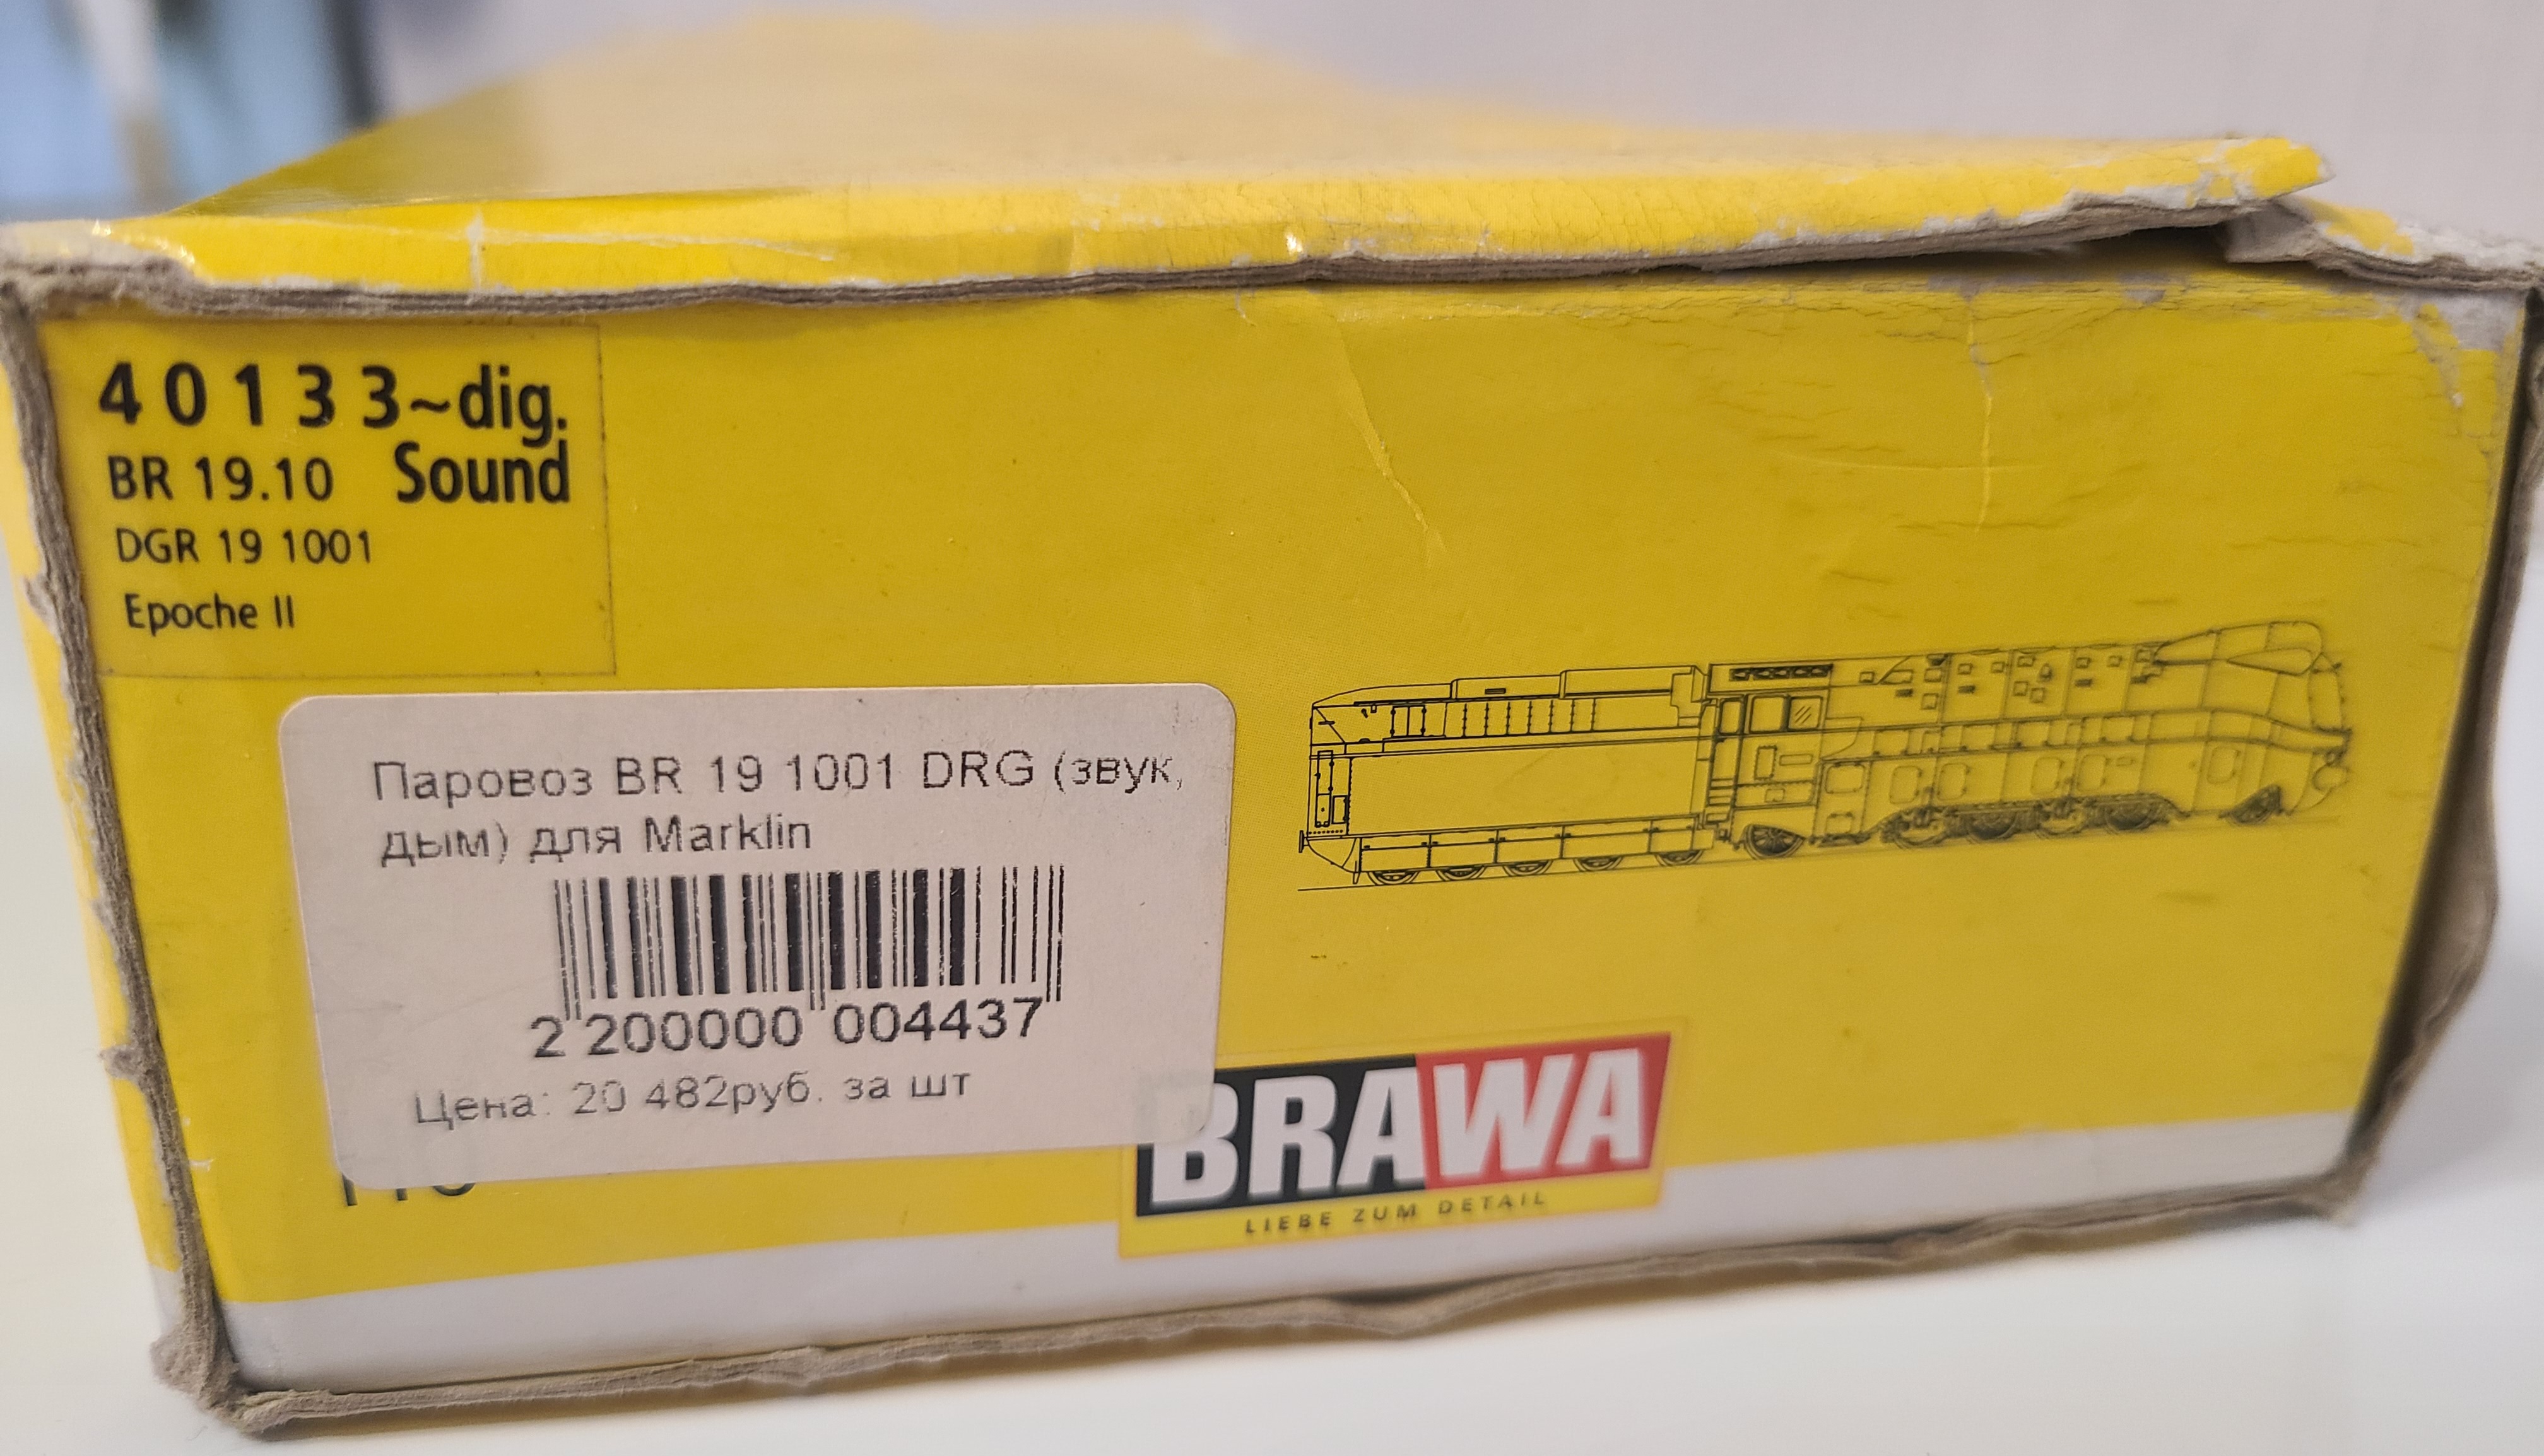 40133~dig.
BR 19.10 Sound
DGR 19 1001
Epoche II
Паровоз BR 19 1001 DRG (звук,
дым) для Marklin
2 200000 004437
Цена: 20 482руб. за шт
BRAWA
LIEBE ZUM DETAIL